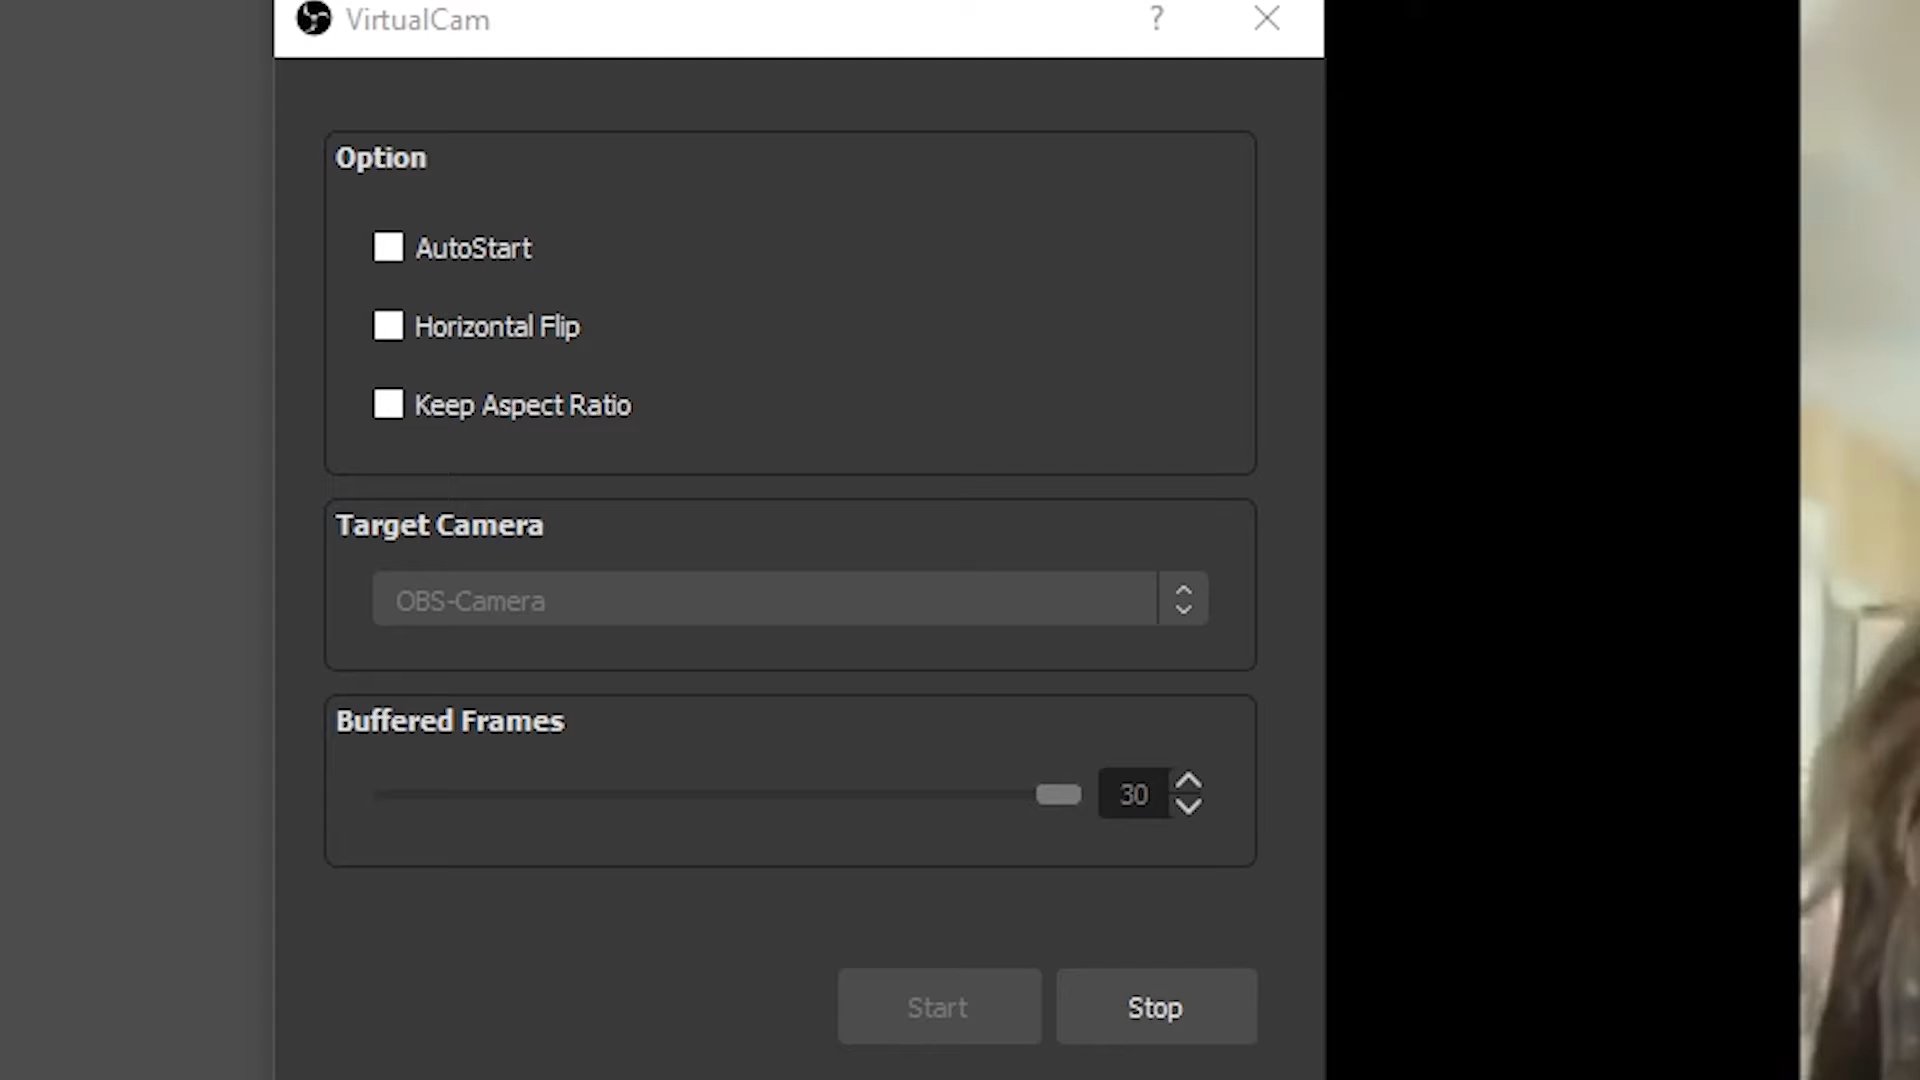 VirtualCam
?
Option
AutoStart
Horizontal Flip
Keep Aspect Ratio
Target Camera
OBS-Camera
Buffered Frames
30
Start Stop